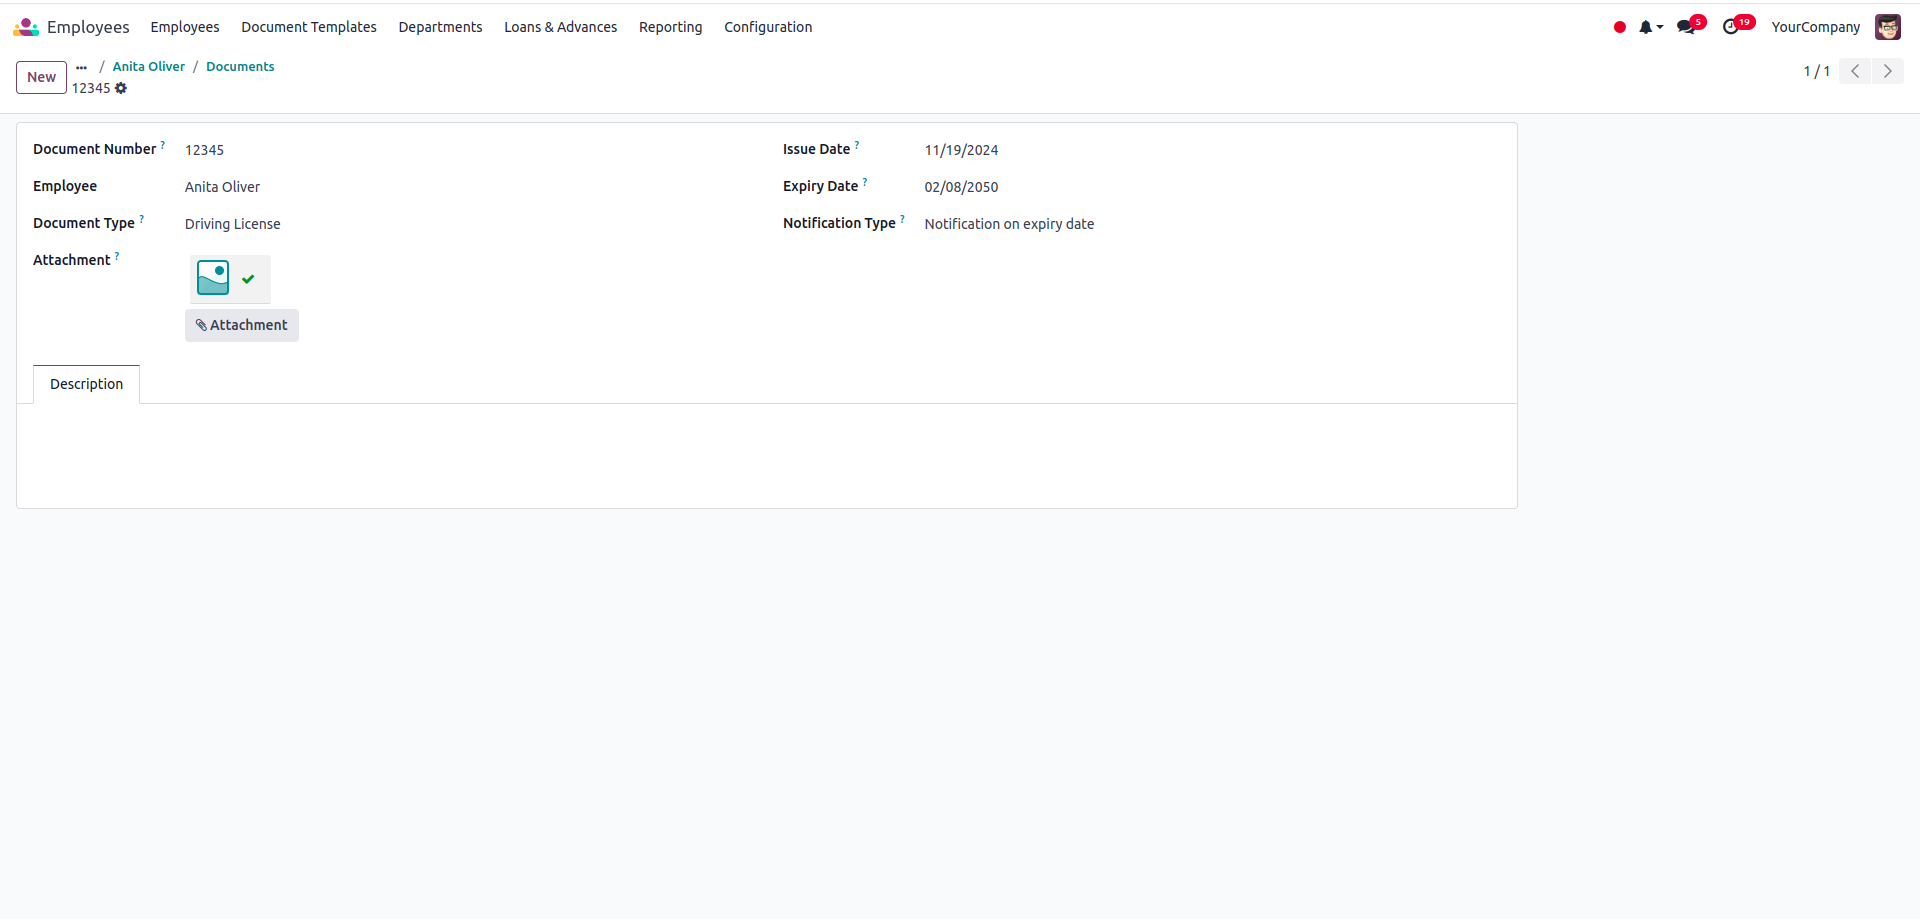 Employees Employees Document Templates Departments Loans & Advances Reporting Configuration 5 19 YourCompany
New ... / Anita Oliver / Documents
12345
1 / 1
Document Number ? 12345
Employee Anita Oliver
Document Type ? Driving License
Attachment ?
Attachment
Issue Date ? 11/19/2024
Expiry Date ? 02/08/2050
Notification Type ? Notification on expiry date
Description